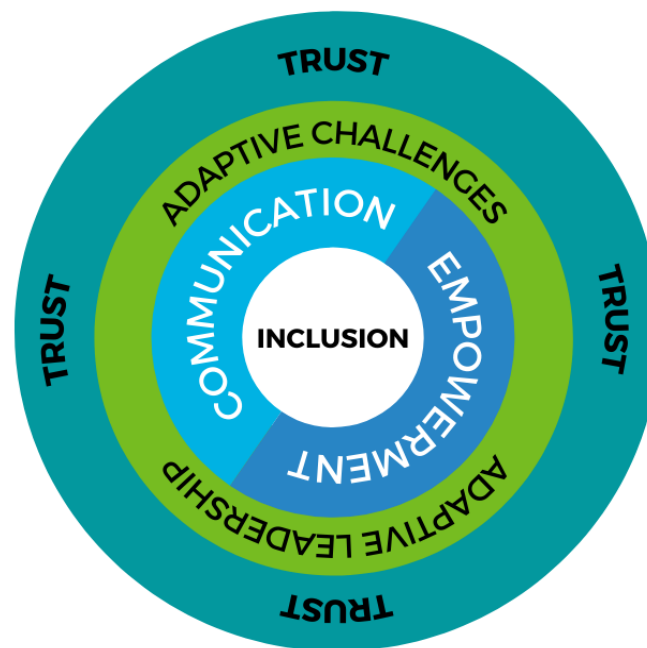 TRUST
ADAPTIVE CHALLENGES
COMMUNICATION
EMPOWERMENT
INCLUSION
TRUST
TRUST
ADAPTIVE LEADERSHIP
TRUST